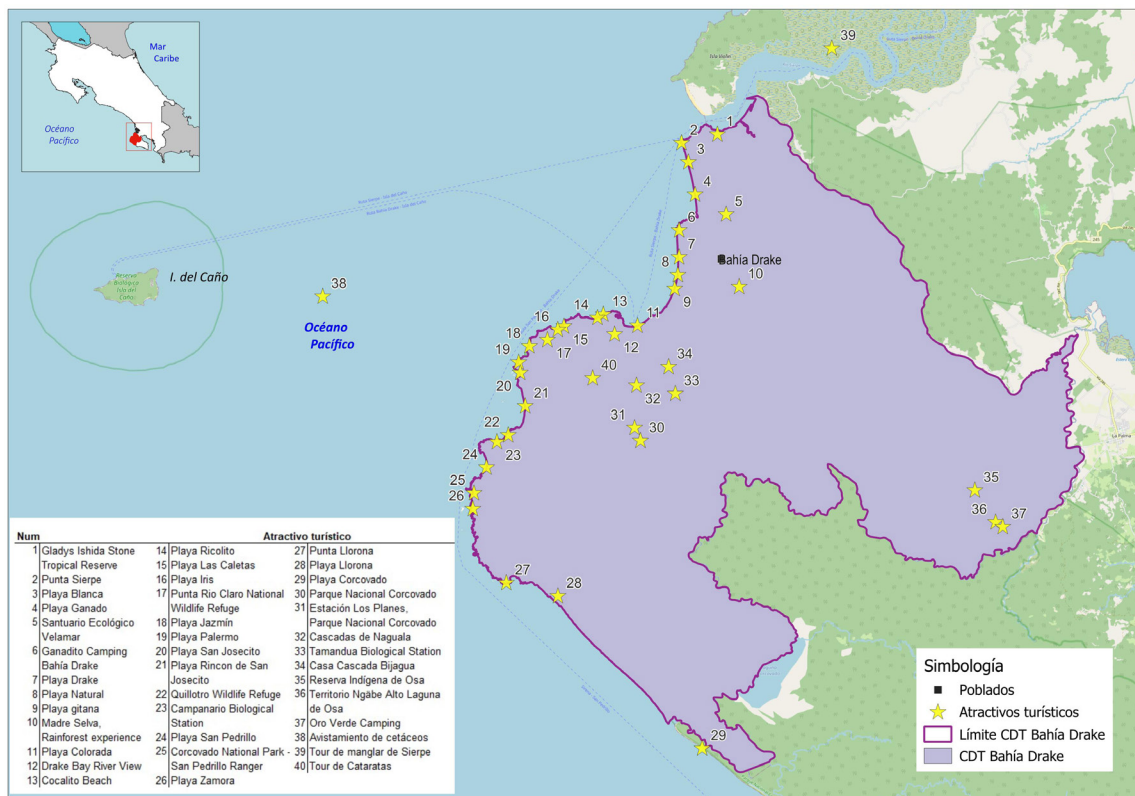 Mar
Caribe
Océano
Pacífico
39
1
2
3
4
5
6
7
8
Bahía Drake
9
10
I. del Caño
Reserva
Biológica
Isla del
Caño
38
Océano
Pacífico
13
14
11
16
15
12
18
17
19
34
40
20
33
32
21
31
30
22
23
24
25
26
35
36
37
27
28
29
La Palma
245
Num
Atractivo turístico
1 Gladys Ishida Stone
Tropical Reserve
2 Punta Sierpe
3 Playa Blanca
4 Playa Ganado
5 Santuario Ecológico
Velamar
6 Ganadito Camping
Bahía Drake
7 Playa Drake
8 Playa Natural
9 Playa gitana
10 Madre Selva,
Rainforest experience
11 Playa Colorada
12 Drake Bay River View
13 Cocalito Beach
14 Playa Ricolito
15 Playa Las Caletas
16 Playa Iris
17 Punta Rio Claro National
Wildlife Refuge
18 Playa Jazmín
19 Playa Palermo
20 Playa San Josecito
21 Playa Rincon de San
Josecito
22 Quillotro Wildlife Refuge
23 Campanario Biological
Station
24 Playa San Pedrillo
25 Corcovado National Park -
San Pedrillo Ranger
26 Playa Zamora
27 Punta Llorona
28 Playa Llorona
29 Playa Corcovado
30 Parque Nacional Corcovado
31 Estación Los Planes,
Parque Nacional Corcovado
32 Cascadas de Naguala
33 Tamandua Biological Station
34 Casa Cascada Bijagua
35 Reserva Indígena de Osa
36 Territorio Ngäbe Alto Laguna
de Osa
37 Oro Verde Camping
38 Avistamiento de cetáceos
39 Tour de manglar de Sierpe
40 Tour de Cataratas
Simbología
Poblados
Atractivos turísticos
Límite CDT Bahía Drake
CDT Bahía Drake